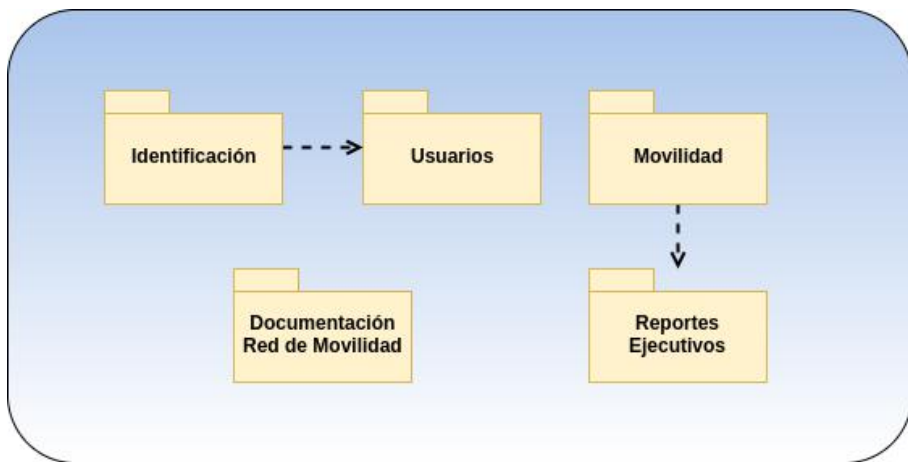 Identificación
Usuarios
Movilidad
Documentación
Red de Movilidad
Reportes
Ejecutivos